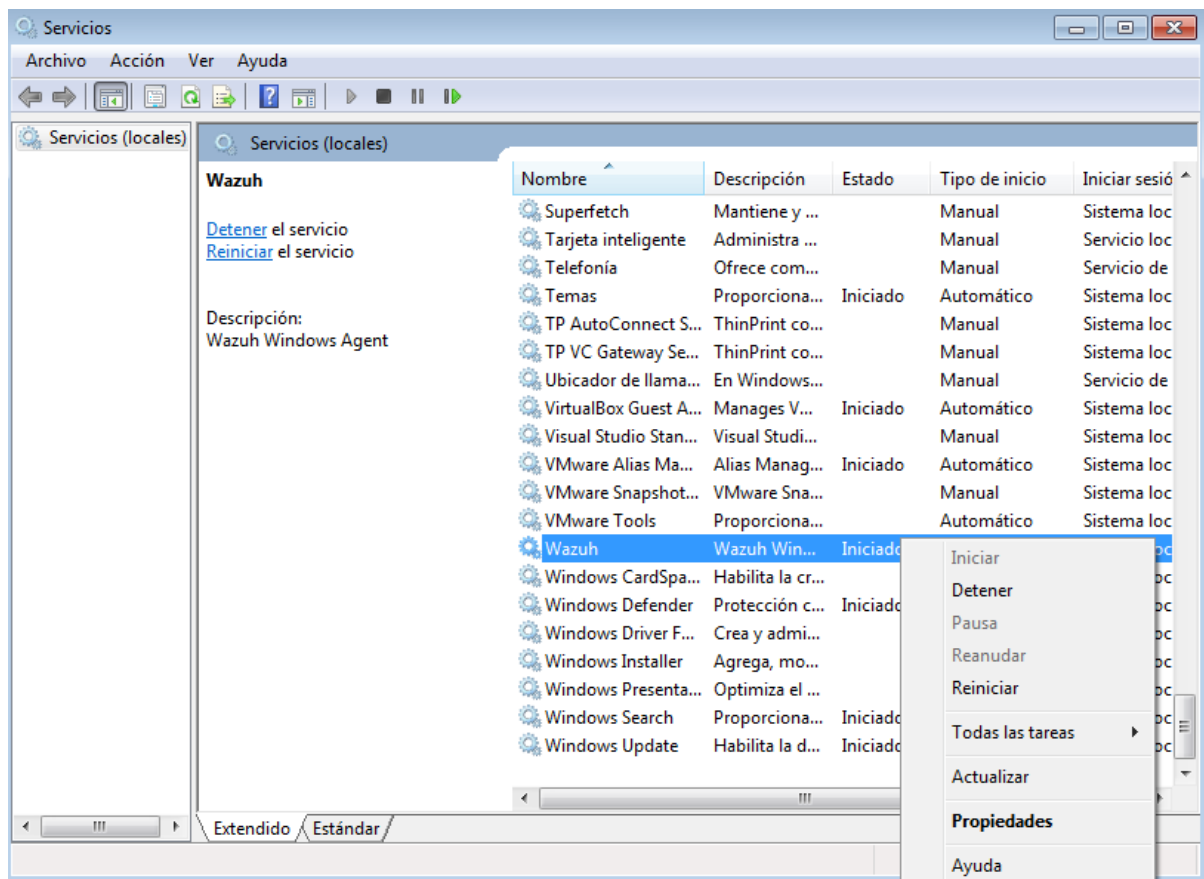 Servicios
Archivo Acción Ver Ayuda
Servicios (locales)
Servicios (locales)
Wazuh
Detener el servicio
Reiniciar el servicio
Descripción:
Wazuh Windows Agent
Nombre Descripción Estado Tipo de inicio Iniciar sesió
Superfetch Mantiene y ... Manual Sistema loc
Tarjeta inteligente Administra ... Manual Servicio loc
Telefonía Ofrece com... Manual Servicio de
Temas Proporciona... Iniciado Automático Sistema loc
TP AutoConnect S... ThinPrint co... Manual Sistema loc
TP VC Gateway Se... ThinPrint co... Manual Sistema loc
Ubicador de llama... En Windows... Manual Servicio de
VirtualBox Guest A... Manages V... Iniciado Automático Sistema loc
Visual Studio Stan... Visual Studi... Manual Sistema loc
VMware Alias Ma... Alias Manag... Iniciado Automático Sistema loc
VMware Snapshot... VMware Sna... Manual Sistema loc
VMware Tools Proporciona... Automático Sistema loc
Wazuh Wazuh Win... Iniciado oc
Windows CardSpa... Habilita la cr... oc
Windows Defender Protección c... Iniciado oc
Windows Driver F... Crea y admi... oc
Windows Installer Agrega, mo... oc
Windows Presenta... Optimiza el ... oc
Windows Search Proporciona... Iniciado oc
Windows Update Habilita la d... Iniciado oc
Iniciar
Detener
Pausa
Reanudar
Reiniciar
Todas las tareas
Actualizar
Propiedades
Ayuda
Extendido Estándar